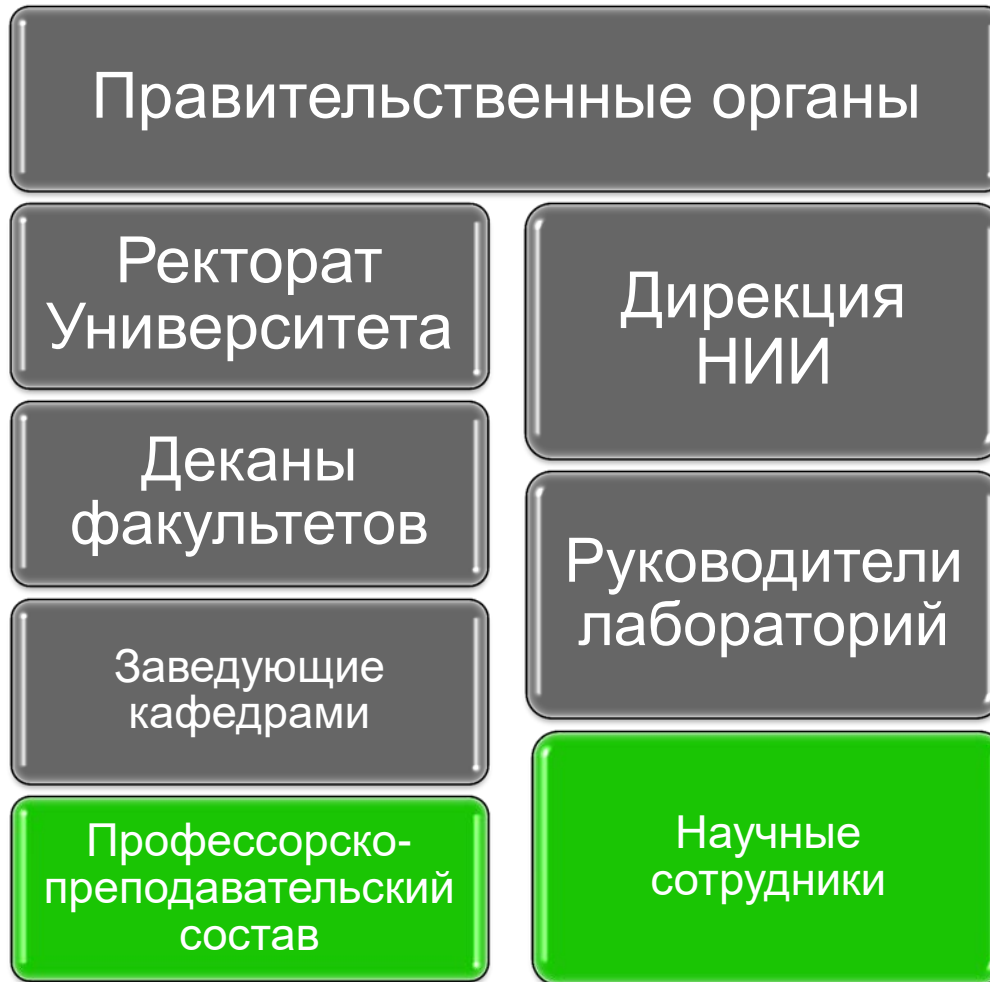 Правительственные органы
Ректорат
Университета
Деканы
факультетов
Заведующие
кафедрами
Профессорско-
преподавательский
состав
Дирекция
НИИ
Руководители
лабораторий
Научные
сотрудники